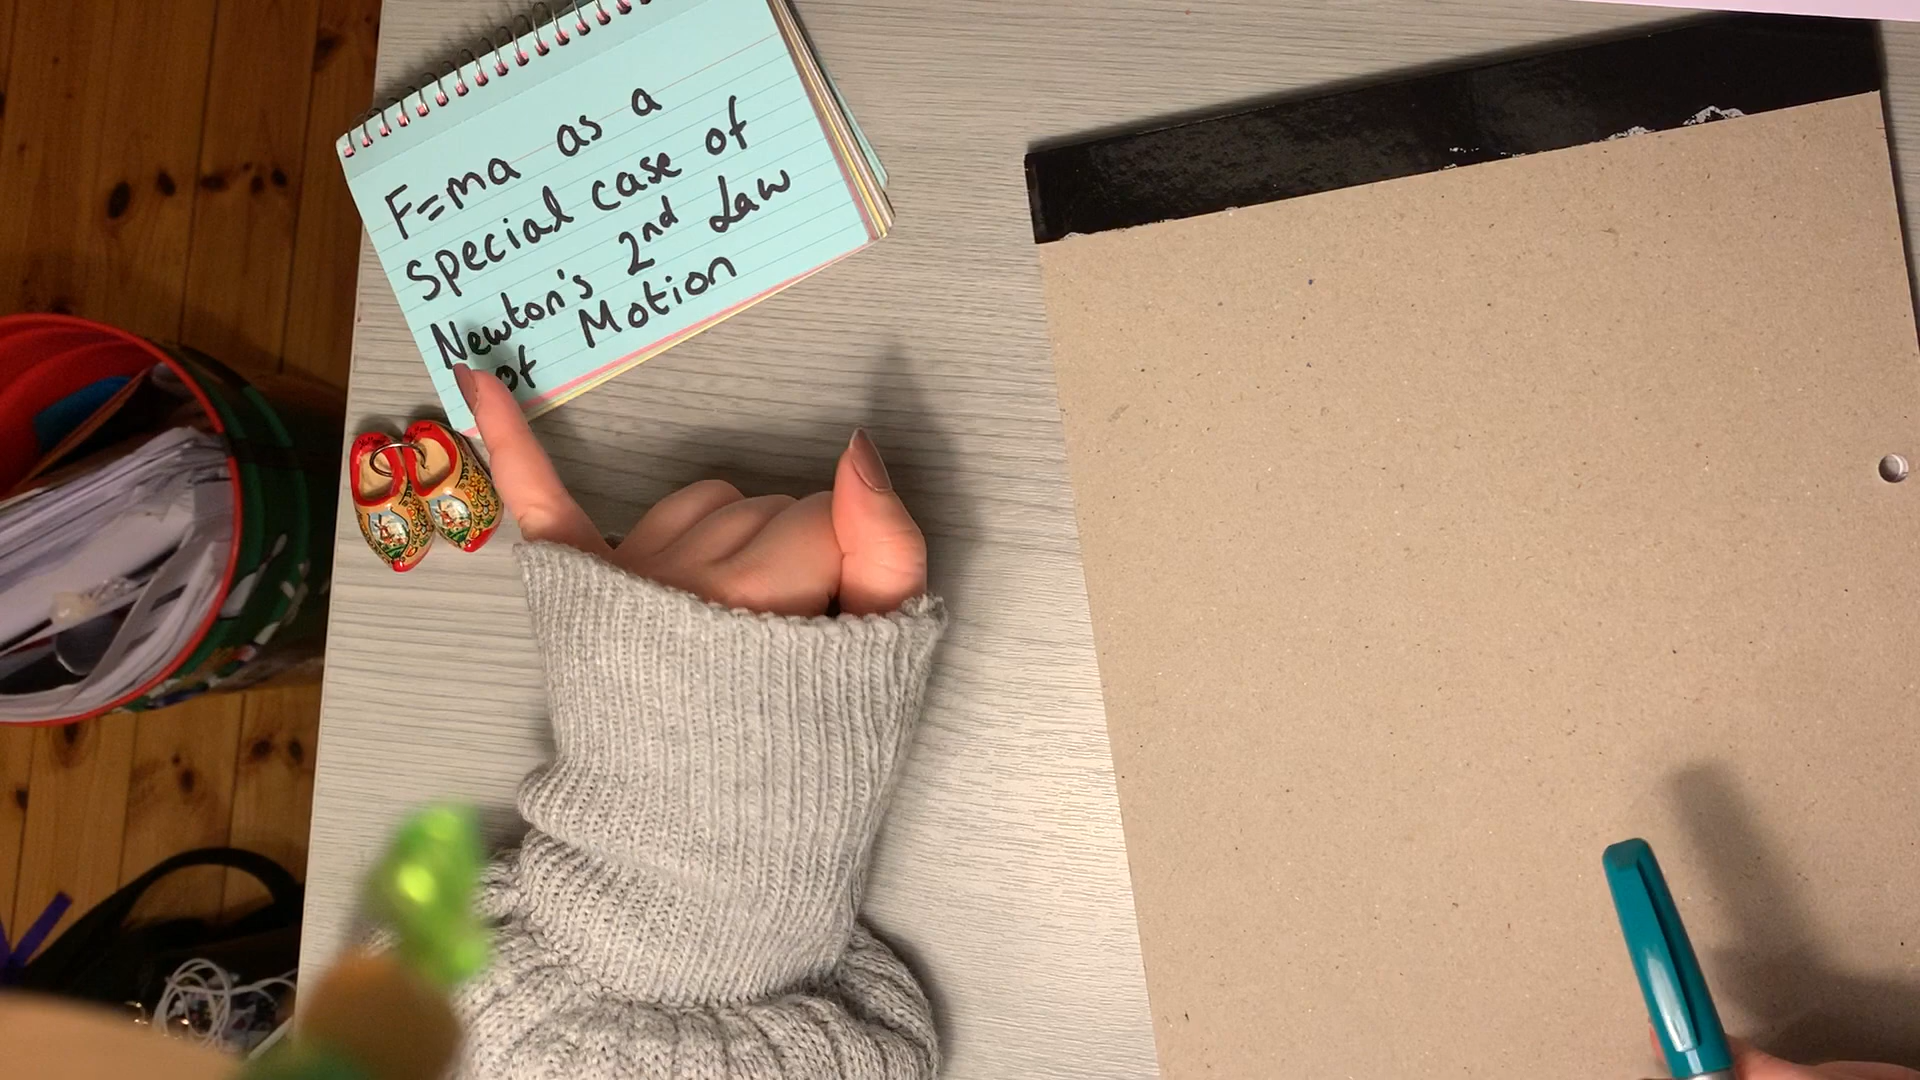 F=ma as a
special case of
Newton's 2nd Law
of Motion